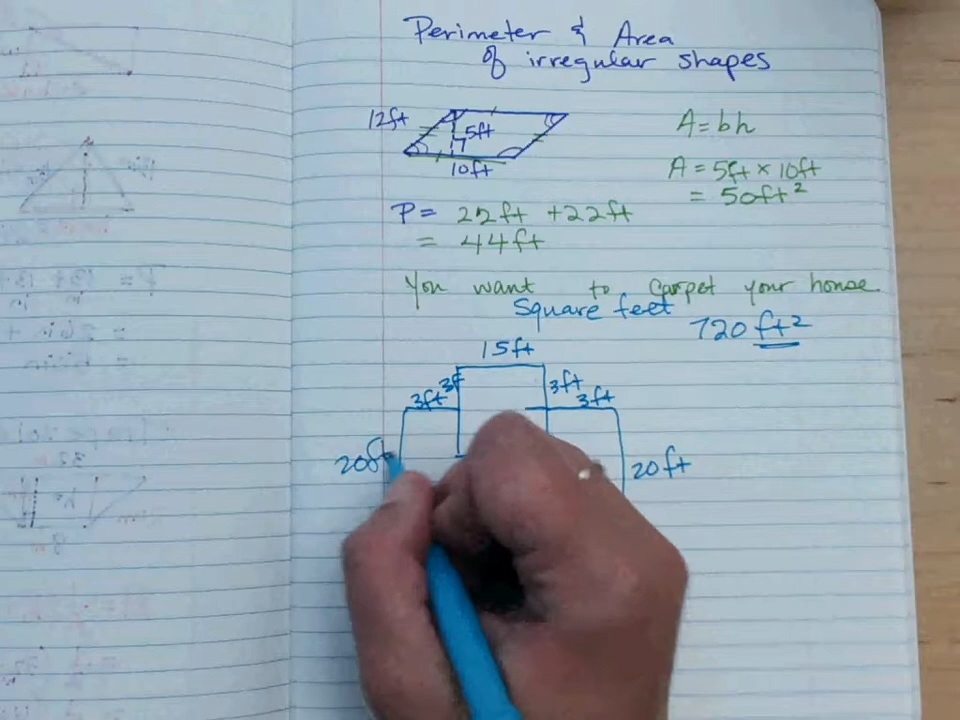 Perimeter & Area
of irregular shapes
12ft
5ft
10ft
A = bh
A = 5ft × 10ft
= 50ft²
P = 22ft + 22ft
= 44ft
You want to carpet your house.
Square feet
720 ft²
15ft
3ft 3f
3ft
3ft
20ft
20ft